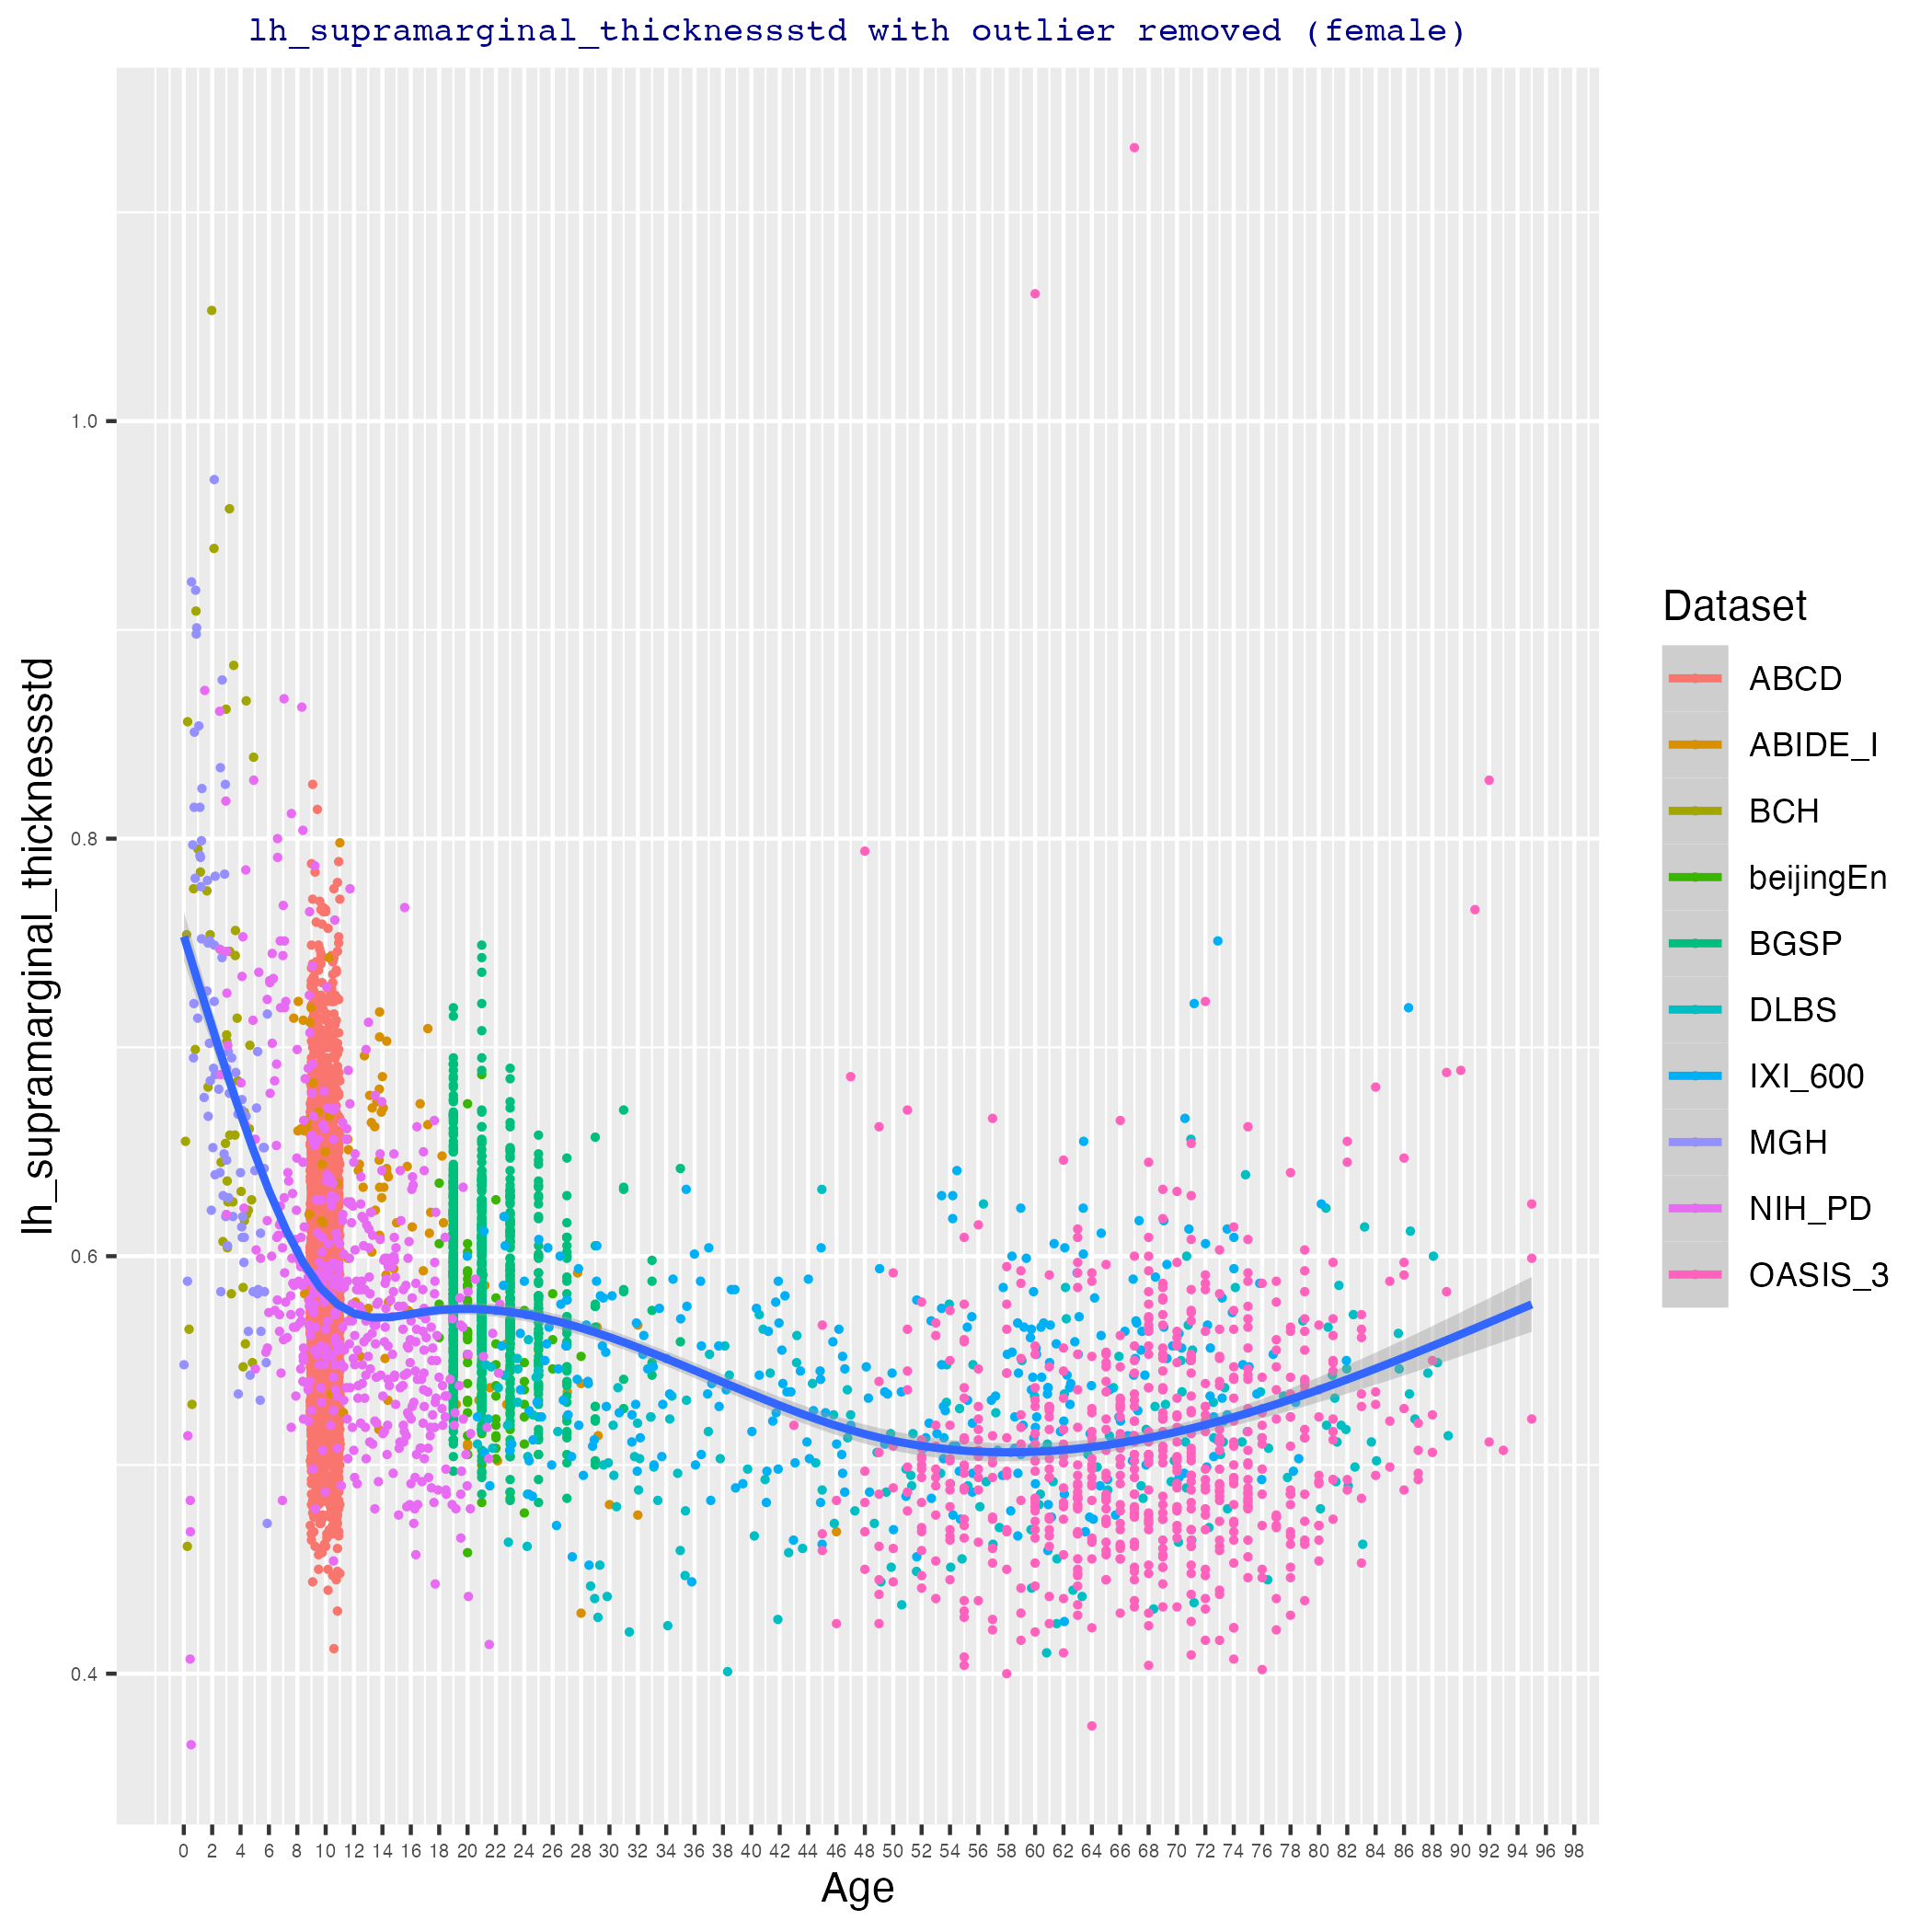 lh_supramarginal_thicknessstd with outlier removed (female)
lh_supramarginal_thicknessstd
1.0
0.8
0.6
0.4
0 2 4 6 8 10 12 14 16 18 20 22 24 26 28 30 32 34 36 38 40 42 44 46 48 50 52 54 56 58 60 62 64 66 68 70 72 74 76 78 80 82 84 86 88 90 92 94 96 98
Age
Dataset
ABCD
ABIDE_I
BCH
beijingEn
BGSP
DLBS
IXI_600
MGH
NIH_PD
OASIS_3